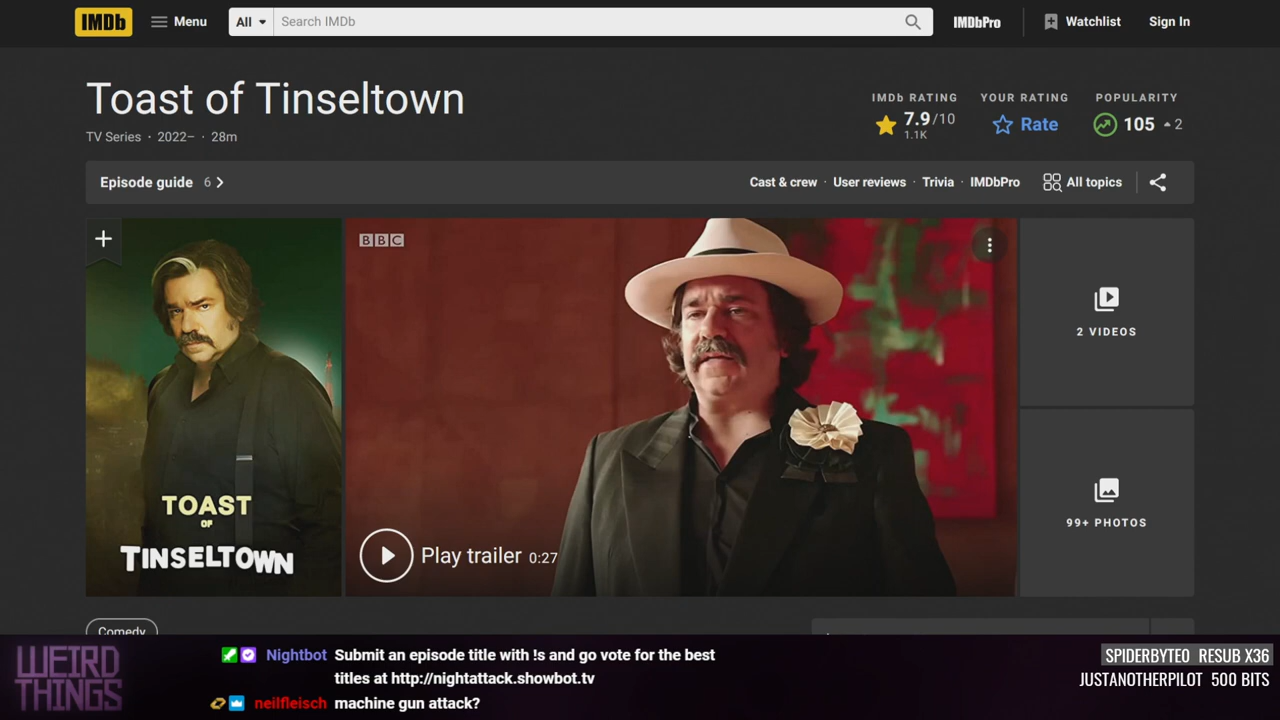 IMDb
Menu
All
Search IMDb
IMDbPro
Watchlist
Sign In
Toast of Tinseltown
TV Series · 2022– · 28m
IMDb RATING
7.9/10
1.1K
YOUR RATING
Rate
POPULARITY
105
2
Episode guide 6
Cast & crew · User reviews · Trivia · IMDbPro
All topics
BBC
TOAST
OF
TINSELTOWN
Play trailer 0:27
2 VIDEOS
99+ PHOTOS
Comedy
WEIRD
THINGS
Nightbot Submit an episode title with !s and go vote for the best
titles at http://nightattack.showbot.tv
neilfleisch machine gun attack?
SPIDERBYTE0 RESUB X36
JUSTANOTHERPILOT 500 BITS